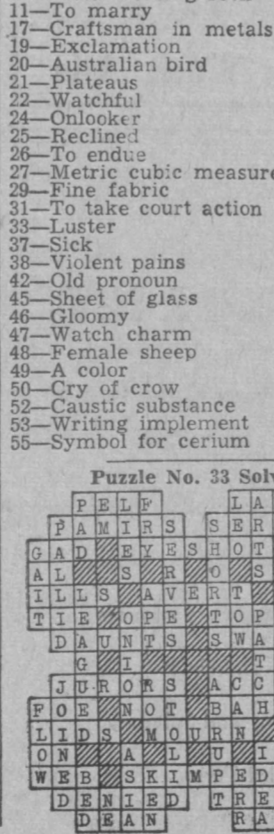 11—To marry
17—Craftsman in metals
19—Exclamation
20—Australian bird
21—Plateaus
22—Watchful
24—Onlooker
25—Reclined
26—To endue
27—Metric cubic measure
29—Fine fabric
31—To take court action
33—Luster
37—Sick
38—Violent pains
42—Old pronoun
45—Sheet of glass
46—Gloomy
47—Watch charm
48—Female sheep
49—A color
50—Cry of crow
52—Caustic substance
53—Writing implement
55—Symbol for cerium
Puzzle No. 33 Solv
P E L F L A
P A M I R S S E R
G A D E Y E S H O T
A L S R O S
I L L S A V E R T
T I E O P E T O P
D A U N T S S W A
G I T
J U R O R S A C C
F O E N O T B A H
L I D S M O U R N
O N A L U I
W E B S K I M P E D
D E N I E D T R E
D E A N R A